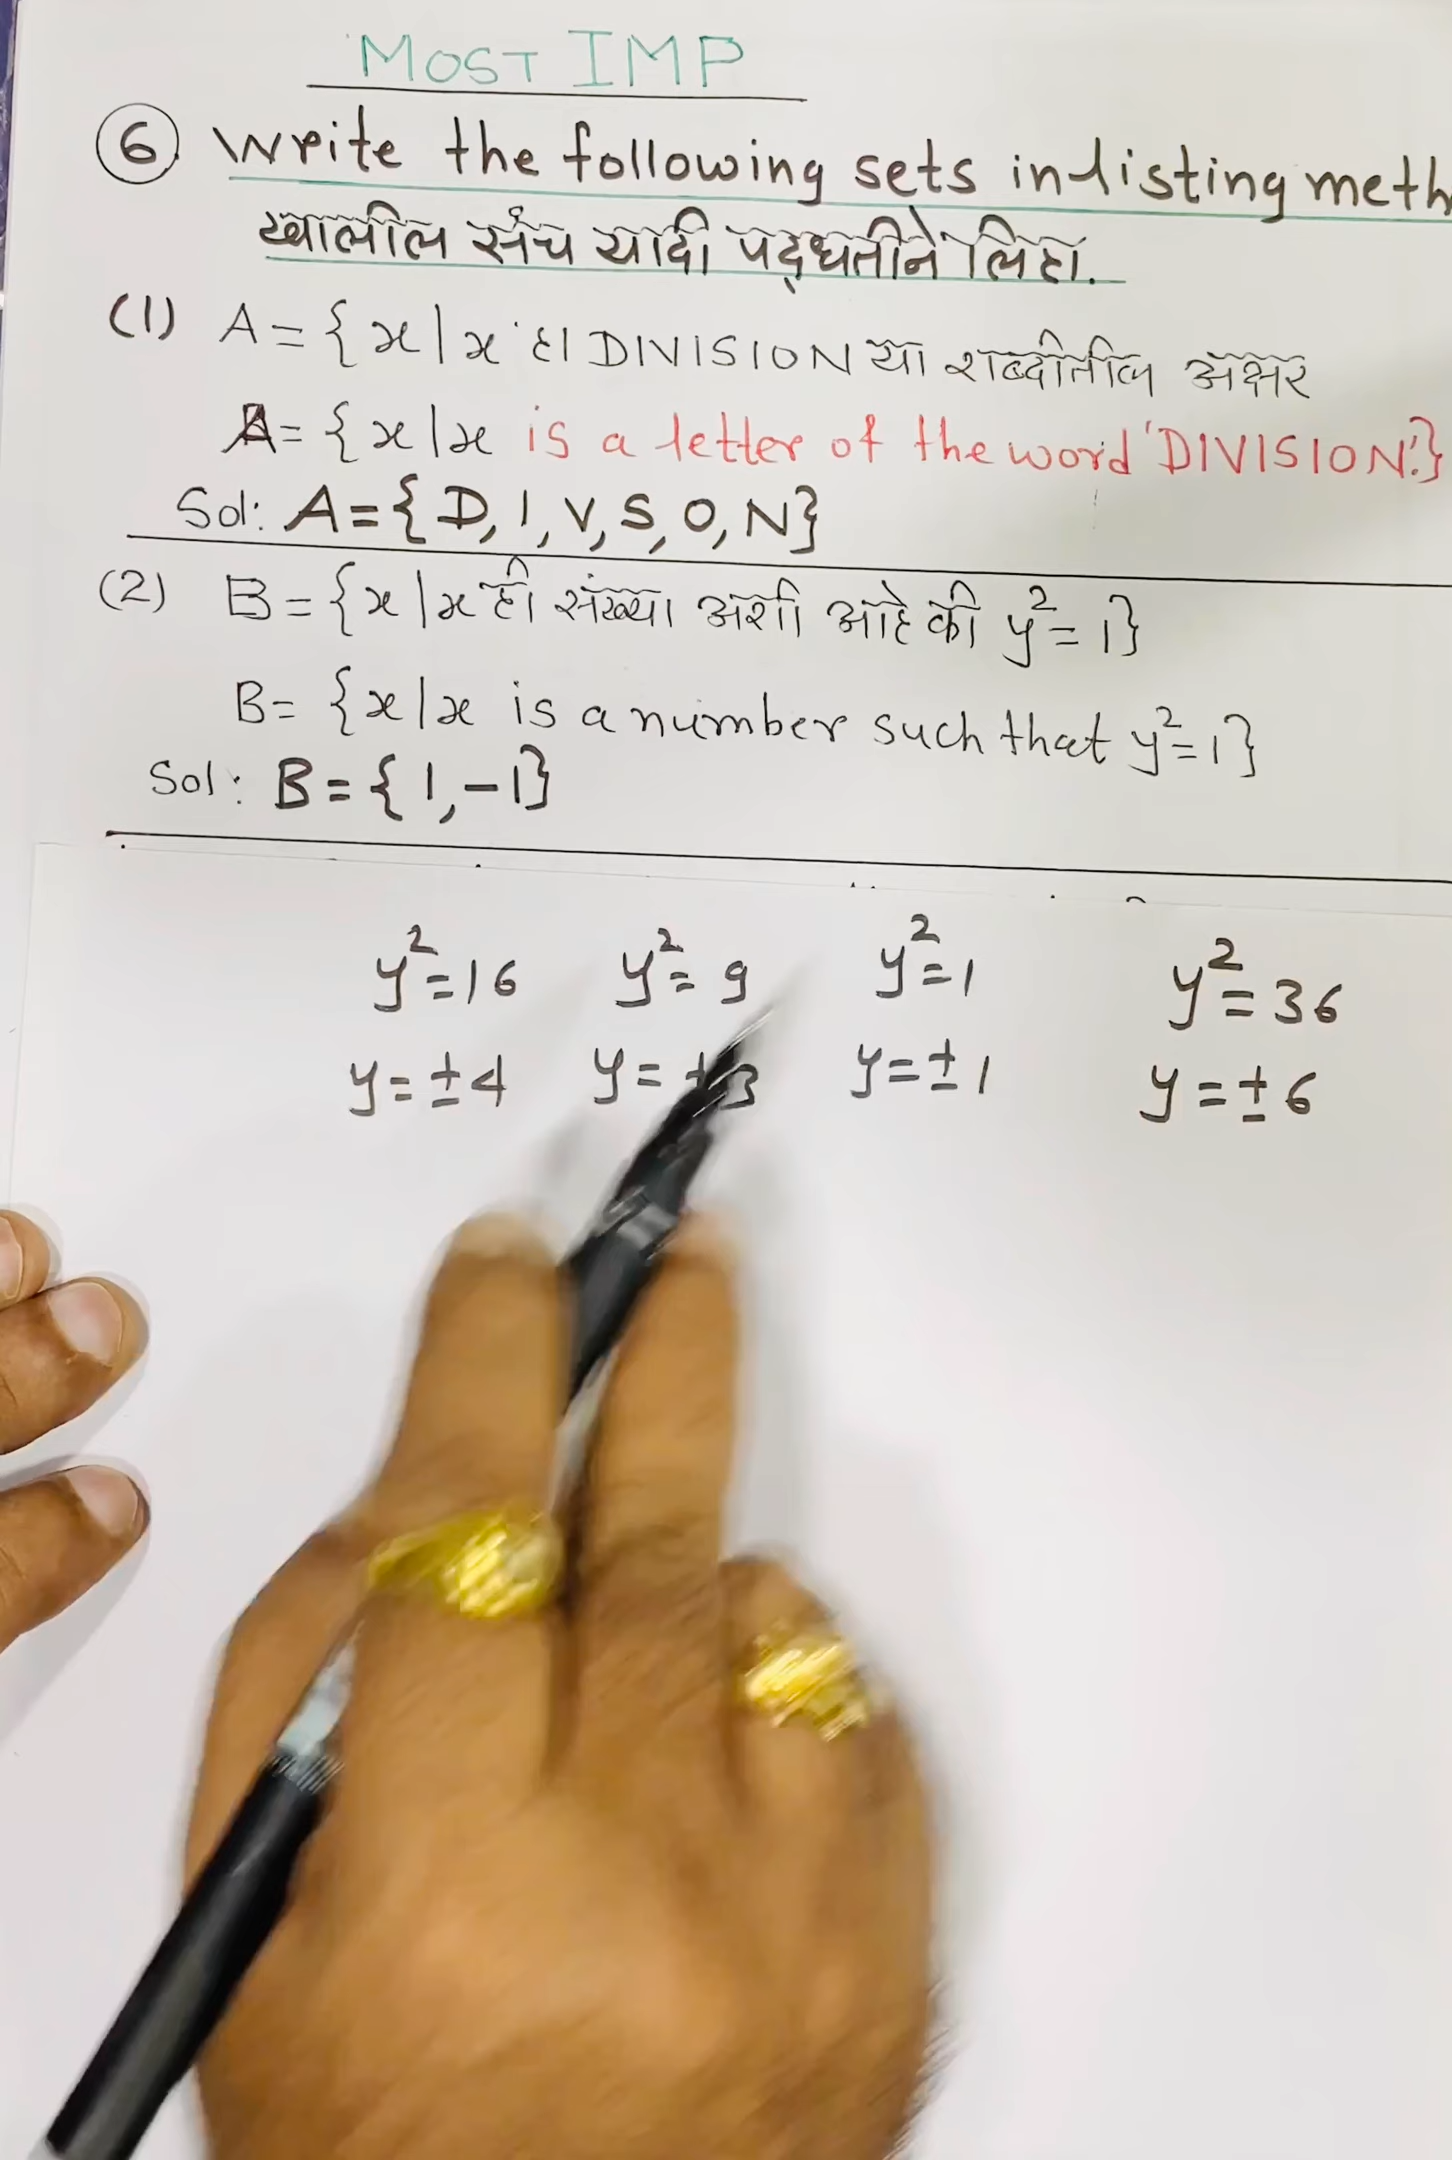 MOST IMP
6 Write the following sets in listing meth
खालील संच यादी पद्धतीने लिहा.
(1) A = {x | x हा DIVISION या शब्दातील अक्षर
A = {x | x is a letter of the word 'DIVISION'.}
Sol: A = {D, I, V, S, O, N}
(2) B = {x | x ही संख्या अशी आहे की y² = 1}
B = {x | x is a number such that y² = 1}
Sol: B = {1, -1}
y² = 16 y² = 9 y² = 1 y² = 36
y = ± 4 y = ± 3 y = ± 1 y = ± 6